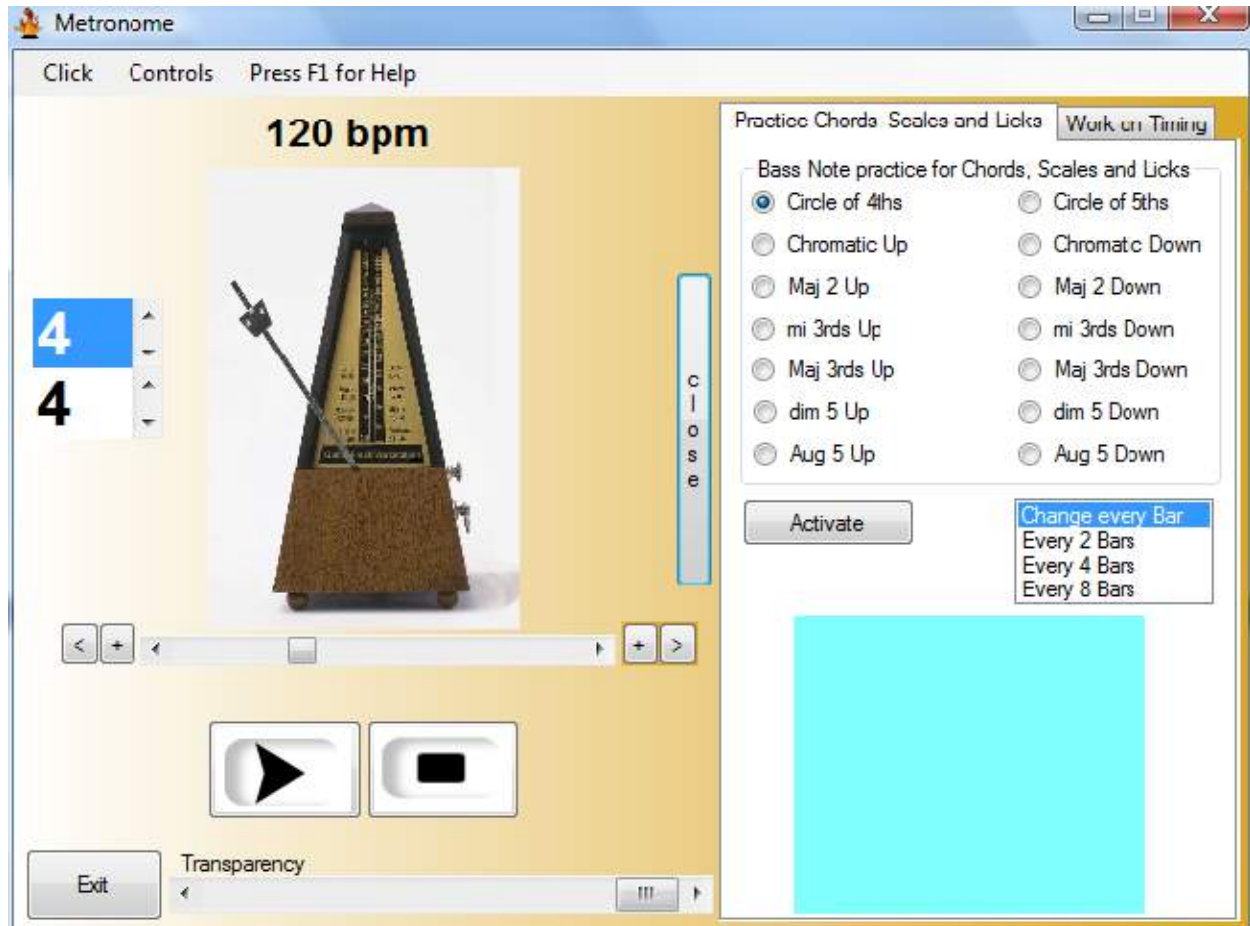 Metronome
Click Controls Press F1 for Help
120 bpm
4
4
close
< +
+ >
Exit
Transparency
Practice Chords Scales and Licks Work on Timing
Bass Note practice for Chords, Scales and Licks
Circle of 4ths Circle of 5ths
Chromatic Up Chromatic Down
Maj 2 Up Maj 2 Down
mi 3rds Up mi 3rds Down
Maj 3rds Up Maj 3rds Down
dim 5 Up dim 5 Down
Aug 5 Up Aug 5 Down
Activate
Change every Bar
Every 2 Bars
Every 4 Bars
Every 8 Bars